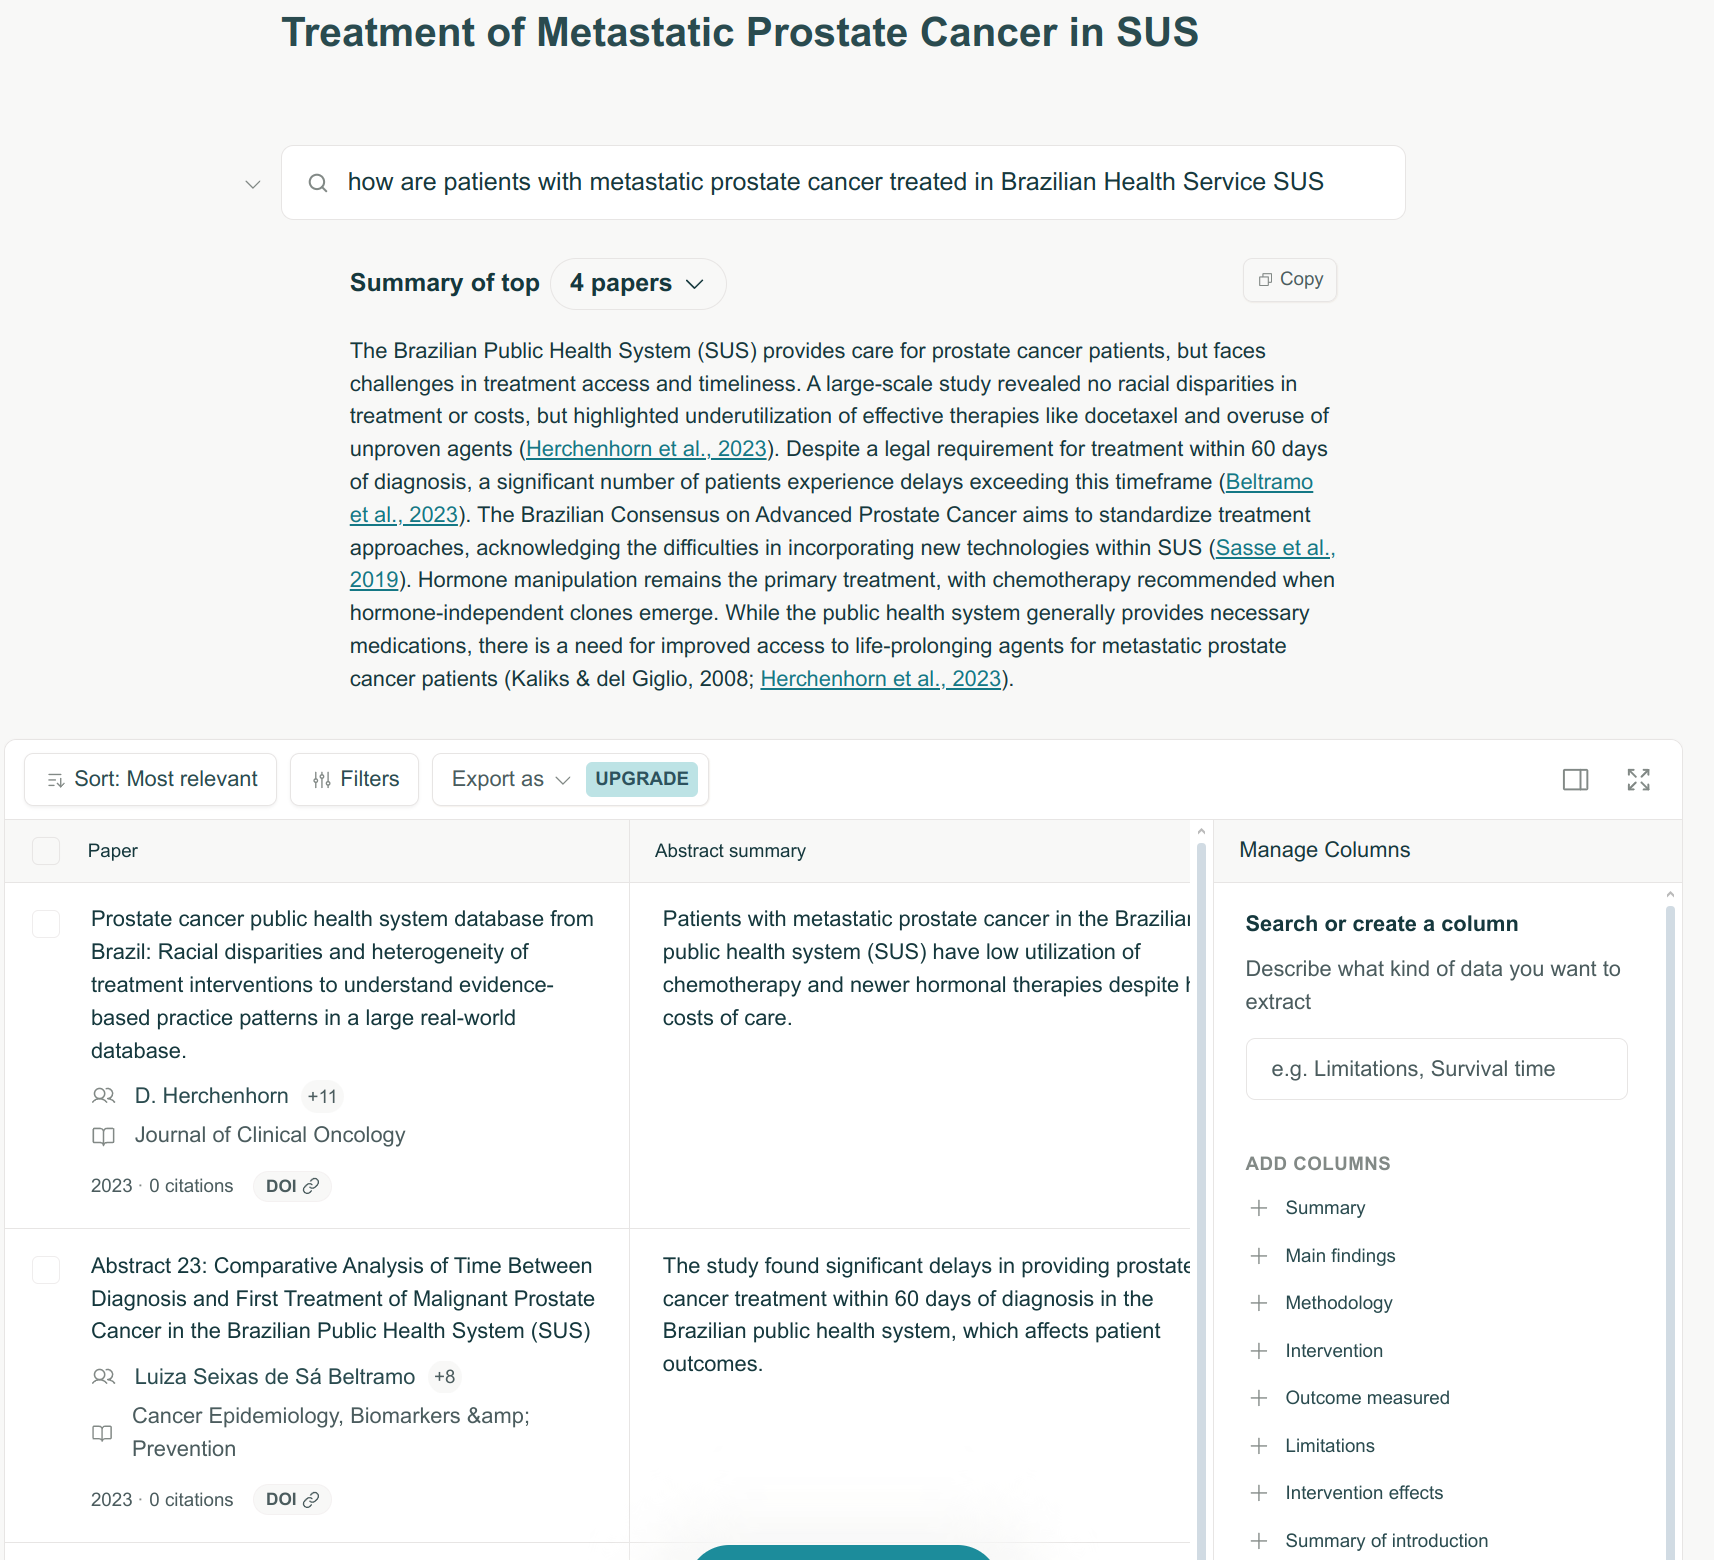 Treatment of Metastatic Prostate Cancer in SUS
how are patients with metastatic prostate cancer treated in Brazilian Health Service SUS
Summary of top 4 papers
Copy
The Brazilian Public Health System (SUS) provides care for prostate cancer patients, but faces
challenges in treatment access and timeliness. A large-scale study revealed no racial disparities in
treatment or costs, but highlighted underutilization of effective therapies like docetaxel and overuse of
unproven agents (Herchenhorn et al., 2023). Despite a legal requirement for treatment within 60 days
of diagnosis, a significant number of patients experience delays exceeding this timeframe (Beltramo
et al., 2023). The Brazilian Consensus on Advanced Prostate Cancer aims to standardize treatment
approaches, acknowledging the difficulties in incorporating new technologies within SUS (Sasse et al.,
2019). Hormone manipulation remains the primary treatment, with chemotherapy recommended when
hormone-independent clones emerge. While the public health system generally provides necessary
medications, there is a need for improved access to life-prolonging agents for metastatic prostate
cancer patients (Kaliks & del Giglio, 2008; Herchenhorn et al., 2023).
Sort: Most relevant
Filters
Export as UPGRADE
Paper
Abstract summary
Prostate cancer public health system database from
Brazil: Racial disparities and heterogeneity of
treatment interventions to understand evidence-
based practice patterns in a large real-world
database.
D. Herchenhorn +11
Journal of Clinical Oncology
2023 · 0 citations DOI
Patients with metastatic prostate cancer in the Brazilian
public health system (SUS) have low utilization of
chemotherapy and newer hormonal therapies despite
costs of care.
Abstract 23: Comparative Analysis of Time Between
Diagnosis and First Treatment of Malignant Prostate
Cancer in the Brazilian Public Health System (SUS)
Luiza Seixas de Sá Beltramo +8
Cancer Epidemiology, Biomarkers &amp;
Prevention
2023 · 0 citations DOI
The study found significant delays in providing prostate
cancer treatment within 60 days of diagnosis in the
Brazilian public health system, which affects patient
outcomes.
Manage Columns
Search or create a column
Describe what kind of data you want to
extract
e.g. Limitations, Survival time
ADD COLUMNS
Summary
Main findings
Methodology
Intervention
Outcome measured
Limitations
Intervention effects
Summary of introduction